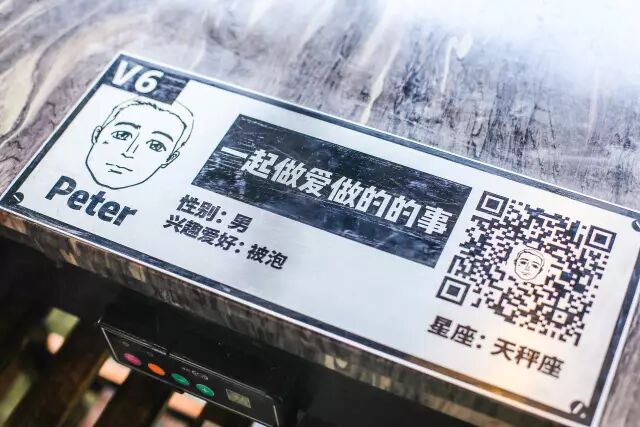 V6
Peter
一起做爱做的的事
性别：男
兴趣爱好：被泡
星座：天秤座